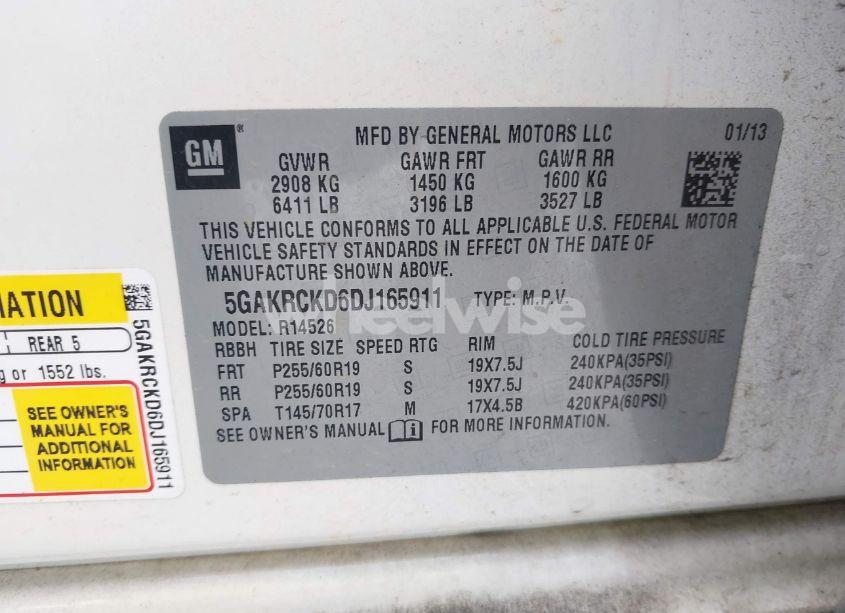 GM®
MFD BY GENERAL MOTORS LLC 01/13
GVWR GAWR FRT GAWR RR
2908 KG 1450 KG 1600 KG
6411 LB 3196 LB 3527 LB
THIS VEHICLE CONFORMS TO ALL APPLICABLE U.S. FEDERAL MOTOR
VEHICLE SAFETY STANDARDS IN EFFECT ON THE DATE OF
MANUFACTURE SHOWN ABOVE.
5GAKRCKD6DJ165911 TYPE: M.P.V.
MODEL: R14526
RBBH TIRE SIZE SPEED RTG RIM COLD TIRE PRESSURE
FRT P255/60R19 S 19X7.5J 240KPA(35PSI)
RR P255/60R19 S 19X7.5J 240KPA(35PSI)
SPA T145/70R17 M 17X4.5B 420KPA(60PSI)
SEE OWNER'S MANUAL FOR MORE INFORMATION.
REAR 5
or 1552 lbs.
SEE OWNER'S
MANUAL FOR
ADDITIONAL
INFORMATION
5GAKRCKD6DJ165911
wheelwise